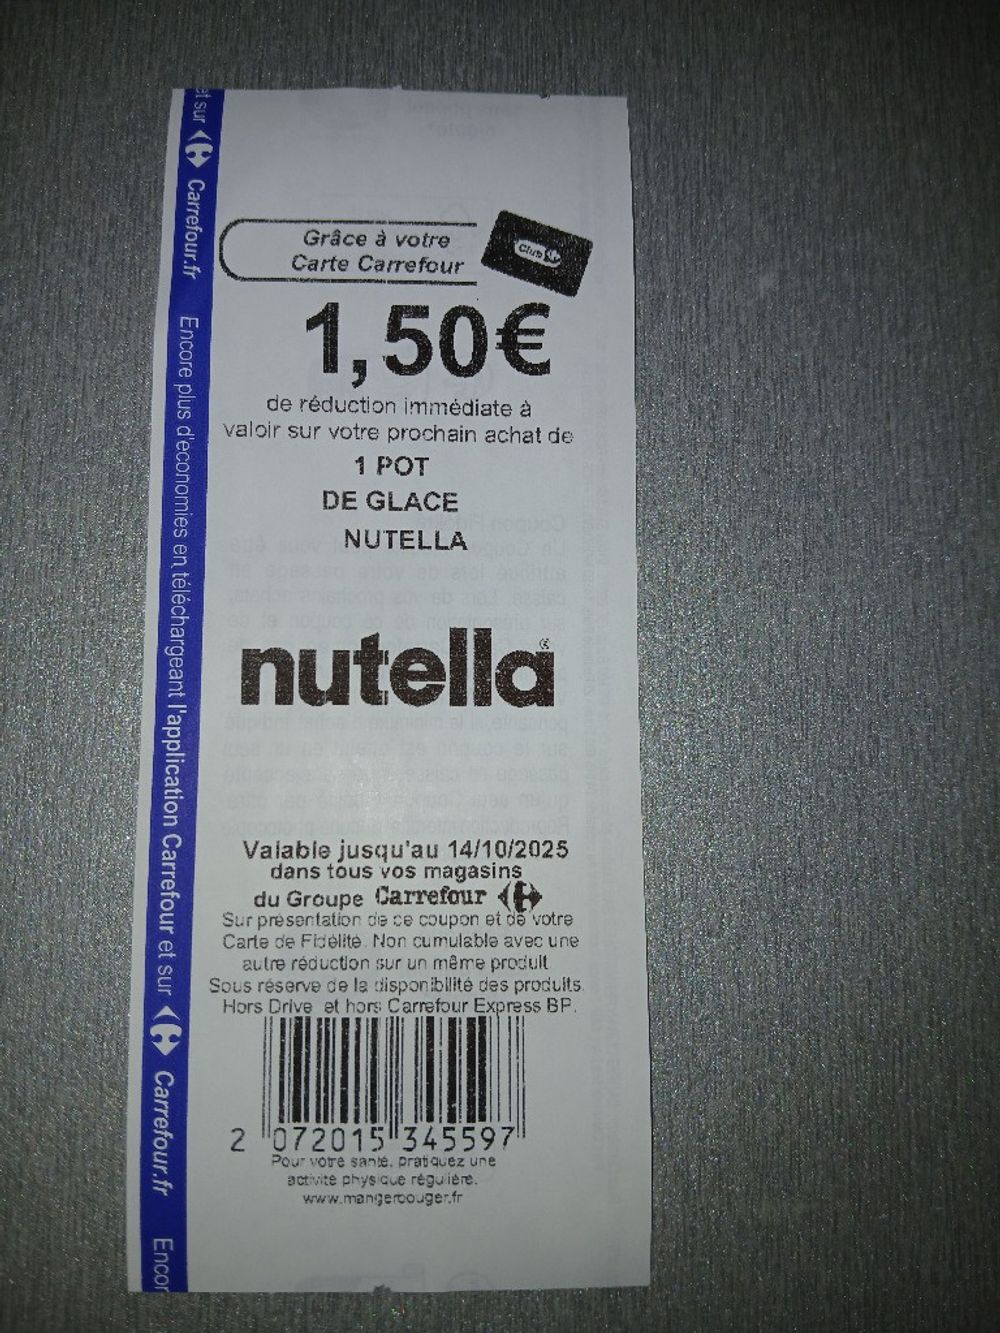 Grâce à votre
Carte Carrefour
Club
1,50€
de réduction immédiate à
valoir sur votre prochain achat de
1 POT
DE GLACE
NUTELLA
nutella®
Valable jusqu'au 14/10/2025
dans tous vos magasins
du Groupe Carrefour
Sur présentation de ce coupon et de votre
Carte de Fidélité. Non cumulable avec une
autre réduction sur un même produit
Sous réserve de la disponibilité des produits.
Hors Drive et hors Carrefour Express BP.
2 072015 345597
Pour votre santé, pratiquez une
activité physique régulière.
www.mangerbouger.fr
et sur Carrefour.fr Encore plus d'économies en téléchargeant l'application Carrefour et sur Carrefour.fr Encor